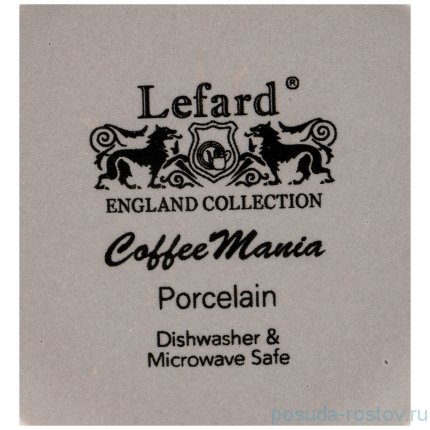 Lefard®
ENGLAND COLLECTION
Coffee Mania
Porcelain
Dishwasher &
Microwave Safe
posuda-rostov.ru